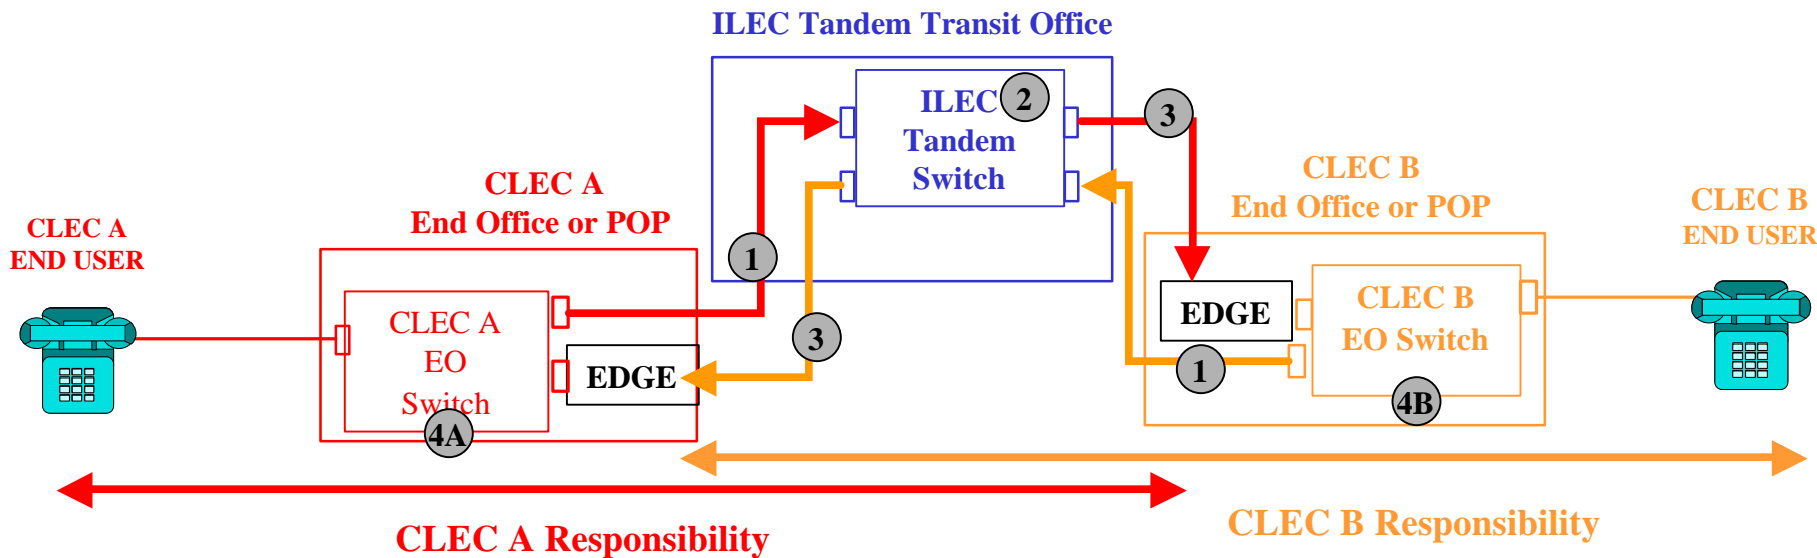 ILEC Tandem Transit Office
ILEC
Tandem
Switch
2
3
CLEC A
End Office or POP
CLEC B
End Office or POP
CLEC A
END USER
CLEC B
END USER
1
CLEC A
EO
Switch
4A
EDGE
3
EDGE
CLEC B
EO Switch
1
4B
CLEC A Responsibility
CLEC B Responsibility